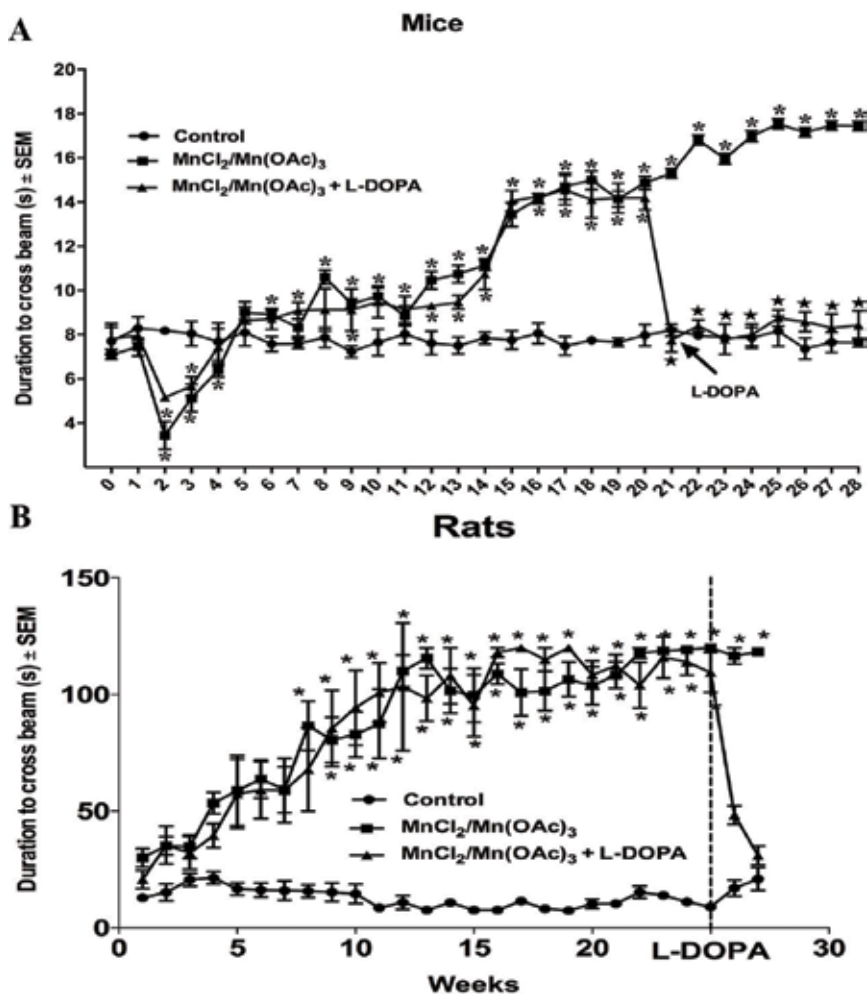 A
Mice
20
18
16
14
12
10
8
6
4
Duration to cross beam (s) ± SEM
Control
MnCl2/Mn(OAc)3
MnCl2/Mn(OAc)3 + L-DOPA
L-DOPA
0 1 2 3 4 5 6 7 8 9 10 11 12 13 14 15 16 17 18 19 20 21 22 23 24 25 26 27 28
B
Rats
150
100
50
0
Duration to cross beam (s) ± SEM
Control
MnCl2/Mn(OAc)3
MnCl2/Mn(OAc)3 + L-DOPA
0 5 10 15 20 L-DOPA 30
Weeks